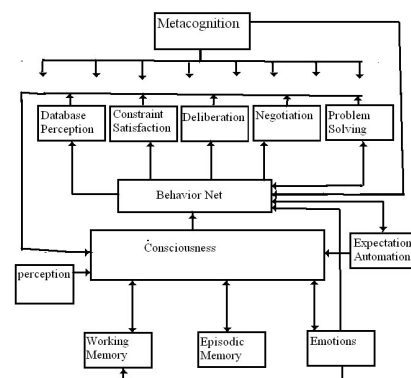 Metacognition
Database
Perception
Constraint
Satisfaction
Deliberation
Negotiation
Problem
Solving
Behavior Net
Consciousness
Expectation
Automation
perception
Working
Memory
Episodic
Memory
Emotions